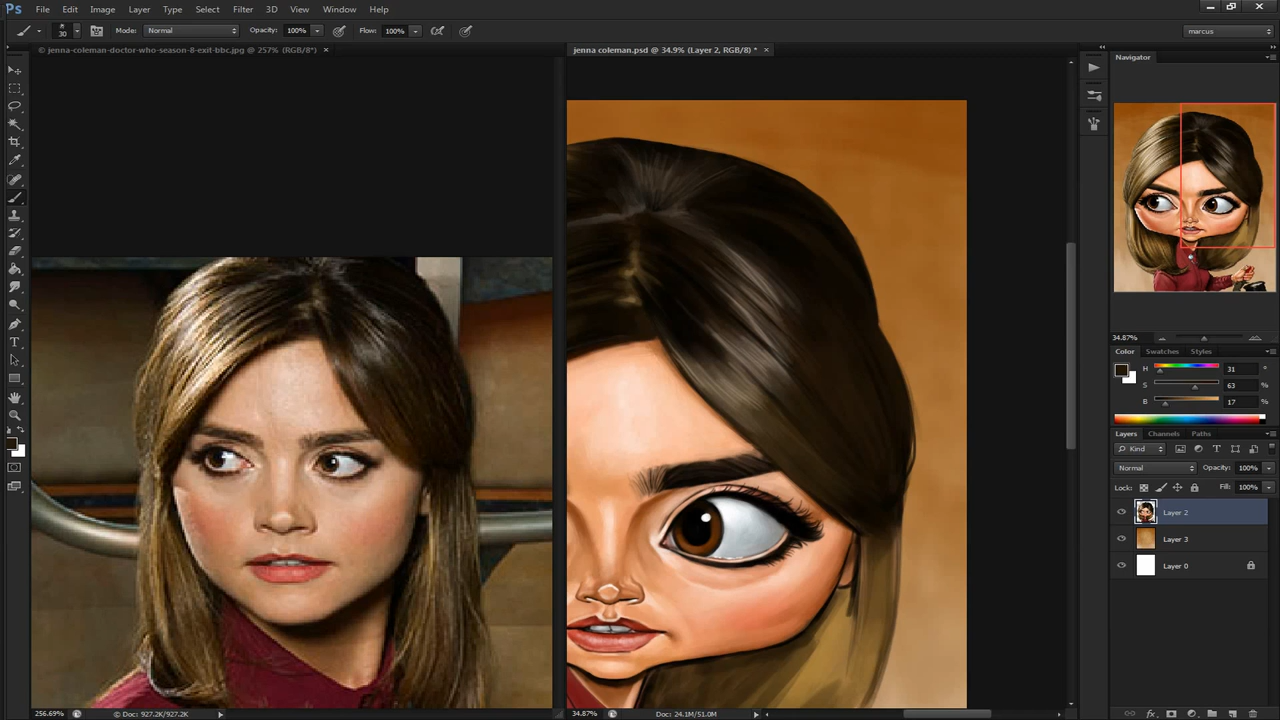 Ps File Edit Image Layer Type Select Filter 3D View Window Help
30 Mode: Normal Opacity: 100% Flow: 100% marcus
© jenna-coleman-doctor-who-season-8-exit-bbc.jpg @ 257% (RGB/8*) ×
jenna coleman.psd @ 34.9% (Layer 2, RGB/8) * ×
Navigator
34.87%
Color Swatches Styles
H 31 °
S 63 %
B 17 %
Layers Channels Paths
Kind
Normal Opacity: 100%
Lock: Fill: 100%
Layer 2
Layer 3
Layer 0
256.69% Doc: 927.2K/927.2K
34.87% Doc: 24.1M/51.0M
fx